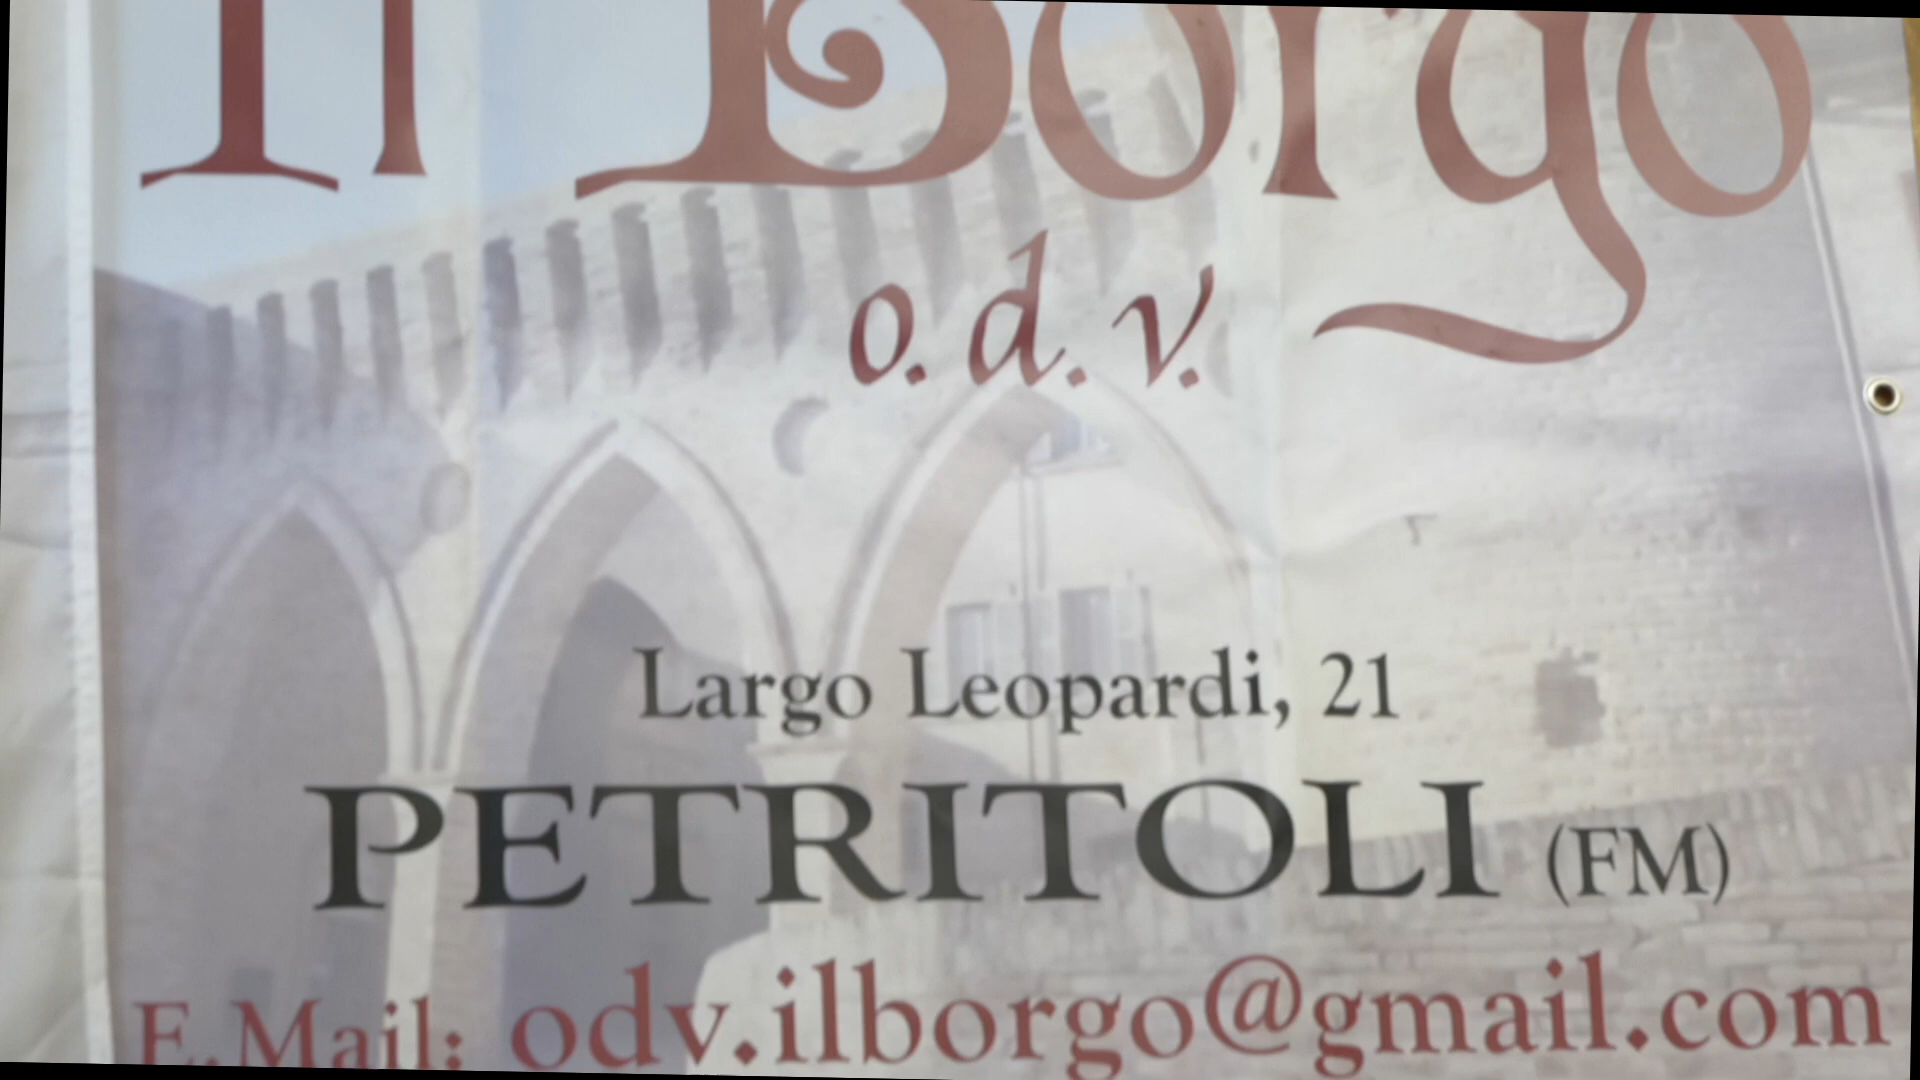 Il Borgo
o. d. v.
Largo Leopardi, 21
PETRITOLI (FM)
E.Mail: odv.ilborgo@gmail.com